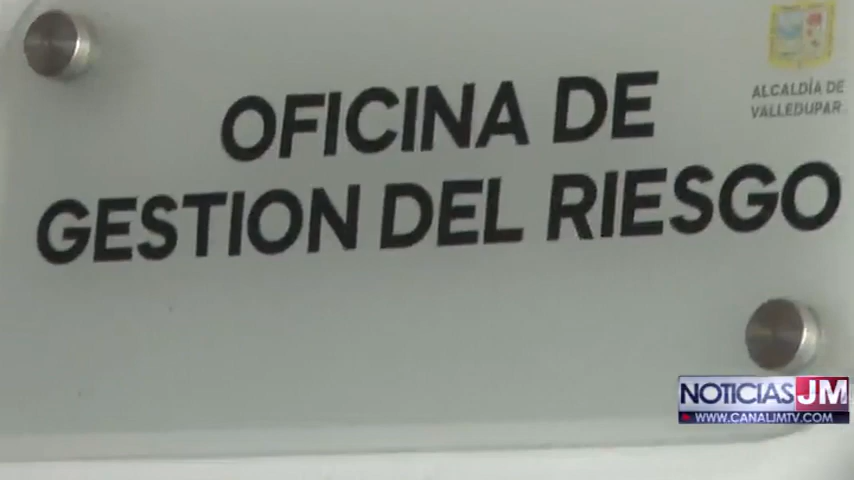 ALCALDÍA DE
VALLEDUPAR
OFICINA DE
GESTION DEL RIESGO
NOTICIAS JM
WWW.CANALJMTV.COM